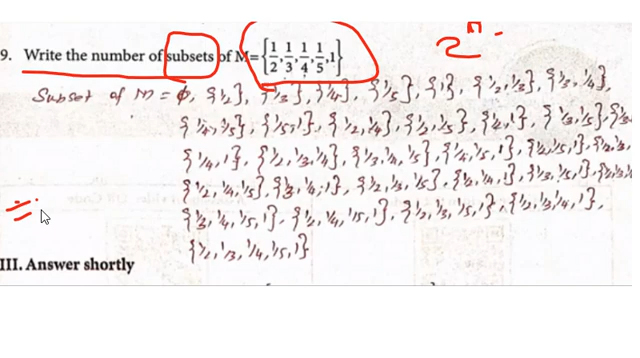 9. Write the number of subsets of M={1/2, 1/3, 1/4, 1/5, 1} 2^n.
Subset of M = ϕ, {1/2}, {1/3}, {1/4}, {1/5}, {1}, {1/2, 1/3}, {1/3, 1/4},
{1/4, 1/5}, {1/5, 1}, {1/2, 1/4}, {1/2, 1/5}, {1/2, 1}, {1/3, 1/5},
1/4, 1}, {1/2, 1/3, 1/4}, {1/3, 1/4, 1/5}, {1/4, 1/5, 1}, {1/2, 1/5, 1},
{1/2, 1/4, 1/5}, {1/3, 1/4, 1}, {1/2, 1/3, 1/5}, {1/2, 1/4, 1}, {1/3, 1/5, 1},
{1/3, 1/4, 1/5, 1}, {1/2, 1/4, 1/5, 1}, {1/2, 1/3, 1/5, 1}, {1/2, 1/3, 1/4, 1},
{1/2, 1/3, 1/4, 1/5, 1}
III. Answer shortly